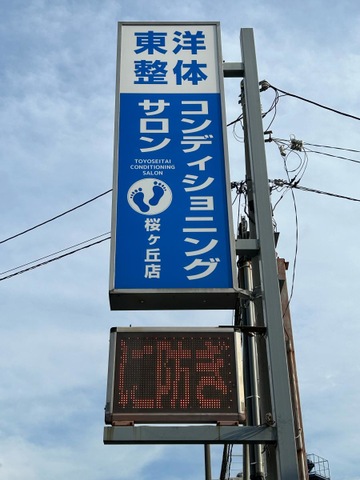 東洋
整体
コンディショニング
サロン
TOYOSEITAI
CONDITIONING
SALON
桜ヶ丘店
に防ぎ